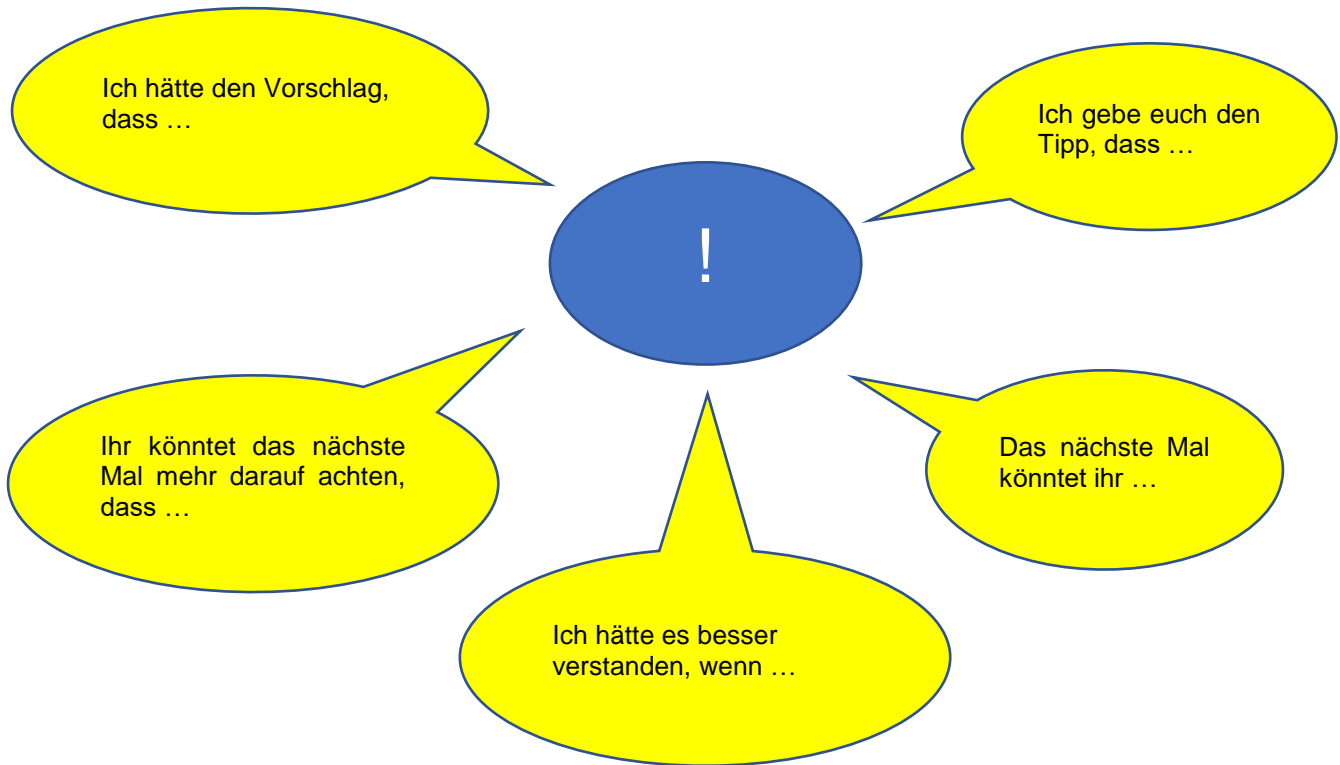 Ich hätte den Vorschlag,
dass …
Ich gebe euch den
Tipp, dass …
!
Ihr könntet das nächste
Mal mehr darauf achten,
dass …
Das nächste Mal
könntet ihr …
Ich hätte es besser
verstanden, wenn …